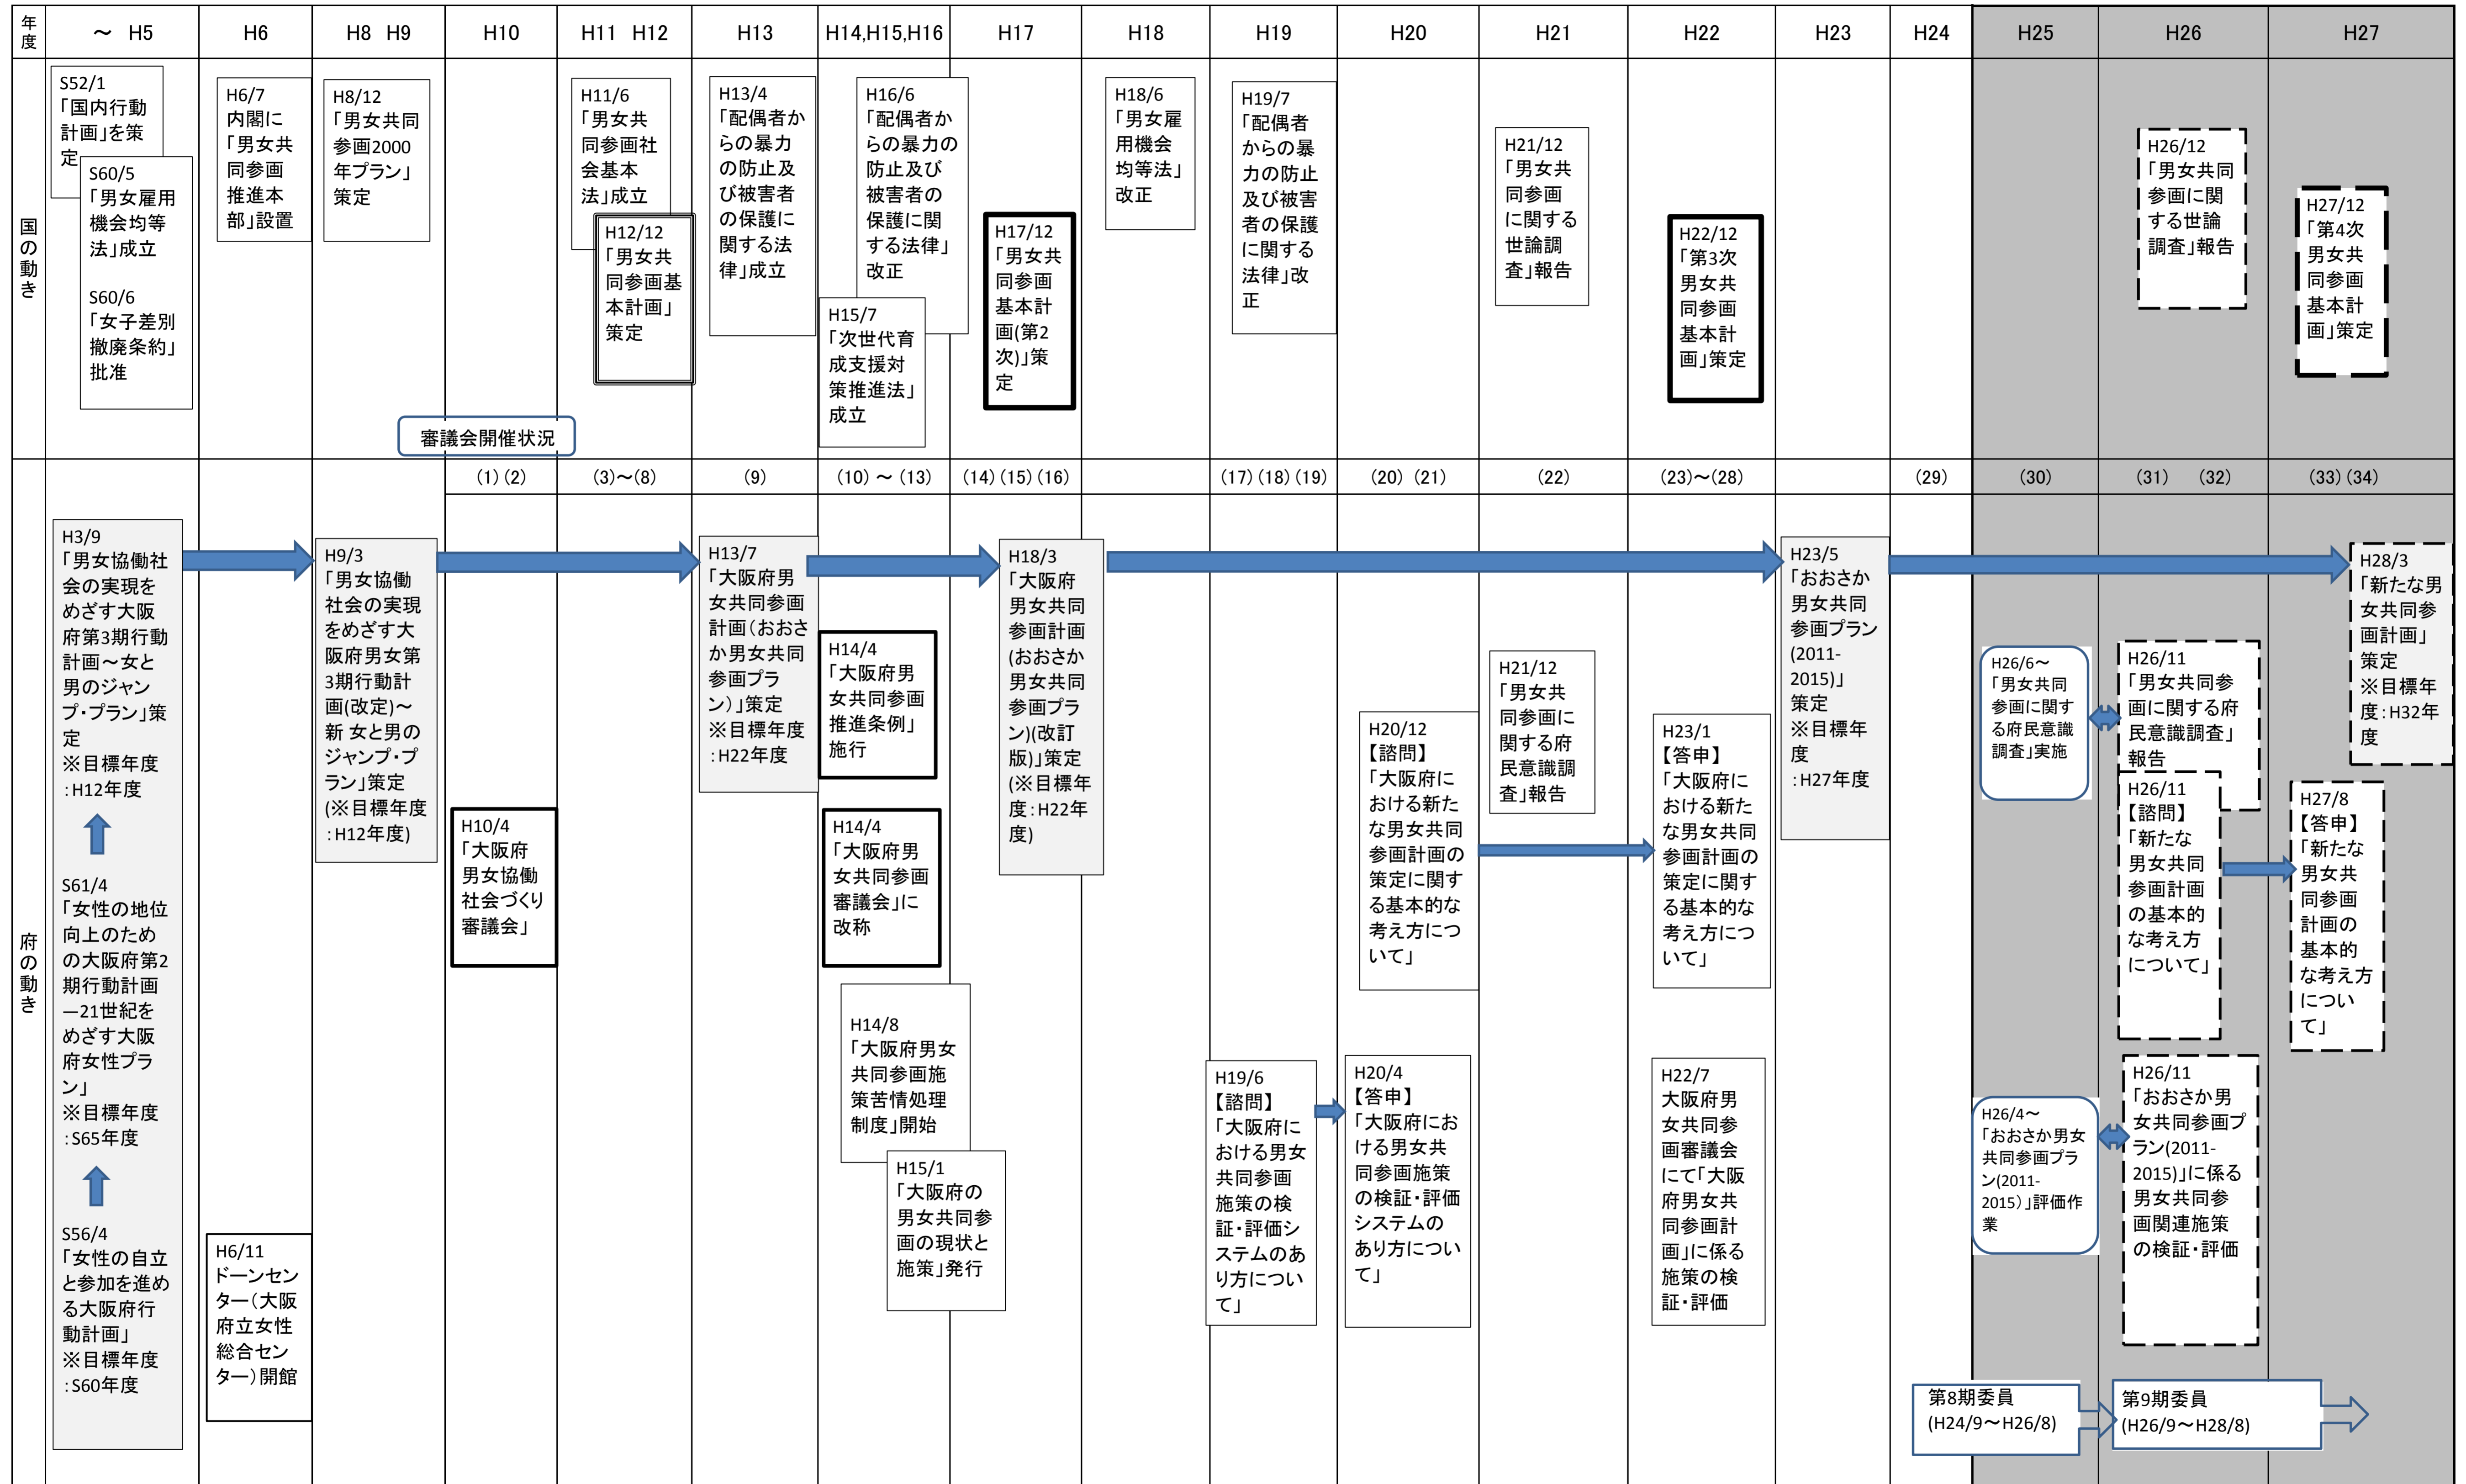 年度
～ H5
H6
H8 H9
H10
H11 H12
H13
H14,H15,H16
H17
H18
H19
H20
H21
H22
H23
H24
H25
H26
H27
国の動き
S52/1
「国内行動
計画」を策
定
S60/5
「男女雇用
機会均等
法」成立
S60/6
「女子差別
撤廃条約」
批准
H6/7
内閣に
「男女共
同参画
推進本
部」設置
H8/12
「男女共同
参画2000
年プラン」
策定
H11/6
「男女共
同参画社
会基本
法」成立
H12/12
「男女共
同参画基
本計画」
策定
H13/4
「配偶者か
らの暴力
の防止及
び被害者
の保護に
関する法
律」成立
H16/6
「配偶者か
らの暴力の
防止及び
被害者の
保護に関
する法律」
改正
H15/7
「次世代育
成支援対
策推進法」
成立
H17/12
「男女共
同参画
基本計
画(第2
次)」策
定
H18/6
「男女雇
用機会
均等法」
改正
H19/7
「配偶者
からの暴
力の防止
及び被害
者の保護
に関する
法律」改
正
H21/12
「男女共
同参画
に関する
世論調
査」報告
H22/12
「第3次
男女共
同参画
基本計
画」策定
H26/12
「男女共同
参画に関
する世論
調査」報告
H27/12
「第4次
男女共
同参画
基本計
画」策定
審議会開催状況
(1)(2)
(3)～(8)
(9)
(10) ～ (13)
(14)(15)(16)
(17)(18)(19)
(20) (21)
(22)
(23)～(28)
(29)
(30)
(31) (32)
(33)(34)
府の動き
H3/9
「男女協働社
会の実現を
めざす大阪
府第3期行動
計画～女と
男のジャン
プ・プラン」策
定
※目標年度
：H12年度
S61/4
「女性の地位
向上のため
の大阪府第2
期行動計画
―21世紀を
めざす大阪
府女性プラ
ン」
※目標年度
：S65年度
S56/4
「女性の自立
と参加を進め
る大阪府行
動計画」
※目標年度
：S60年度
H6/11
ドーンセン
ター（大阪
府立女性
総合セン
ター）開館
H9/3
「男女協働
社会の実現
をめざす大
阪府男女第
3期行動計
画(改定)～
新 女と男の
ジャンプ・プ
ラン」策定
(※目標年度
：H12年度)
H10/4
「大阪府
男女協働
社会づくり
審議会」
H13/7
「大阪府男
女共同参画
計画（おおさ
か男女共同
参画プラ
ン）」策定
※目標年度
：H22年度
H14/4
「大阪府男
女共同参画
推進条例」
施行
H14/4
「大阪府男
女共同参画
審議会」に
改称
H14/8
「大阪府男女
共同参画施
策苦情処理
制度」開始
H15/1
「大阪府の
男女共同参
画の現状と
施策」発行
H18/3
「大阪府
男女共同
参画計画
(おおさか
男女共同
参画プラ
ン)(改訂
版)」策定
(※目標年
度：H22年
度)
H19/6
【諮問】
「大阪府に
おける男女
共同参画
施策の検
証・評価シ
ステムのあ
り方につい
て」
H20/12
【諮問】
「大阪府に
おける新た
な男女共同
参画計画の
策定に関す
る基本的な
考え方につ
いて」
H20/4
【答申】
「大阪府にお
ける男女共
同参画施策
の検証・評価
システムの
あり方につい
て」
H21/12
「男女共
同参画に
関する府
民意識調
査」報告
H23/1
【答申】
「大阪府に
おける新た
な男女共同
参画計画の
策定に関す
る基本的な
考え方につ
いて」
H22/7
大阪府男
女共同参
画審議会
にて「大阪
府男女共
同参画計
画」に係る
施策の検
証・評価
H23/5
「おおさか
男女共同
参画プラン
(2011-
2015)」
策定
※目標年
度
：H27年度
H26/6～
「男女共同
参画に関す
る府民意識
調査」実施
H26/4～
「おおさか男女
共同参画プラ
ン(2011-
2015）」評価作
業
H26/11
「男女共同参
画に関する府
民意識調査」
報告
H26/11
【諮問】
「新たな
男女共同
参画計画
の基本的
な考え方
について」
H26/11
「おおさか男
女共同参画プ
ラン(2011-
2015)」に係る
男女共同参
画関連施策
の検証・評価
H28/3
「新たな男
女共同参
画計画」
策定
※目標年
度：H32年
度
H27/8
【答申】
「新たな
男女共
同参画
計画の
基本的
な考え方
につい
て」
第8期委員
(H24/9～H26/8)
第9期委員
(H26/9～H28/8)